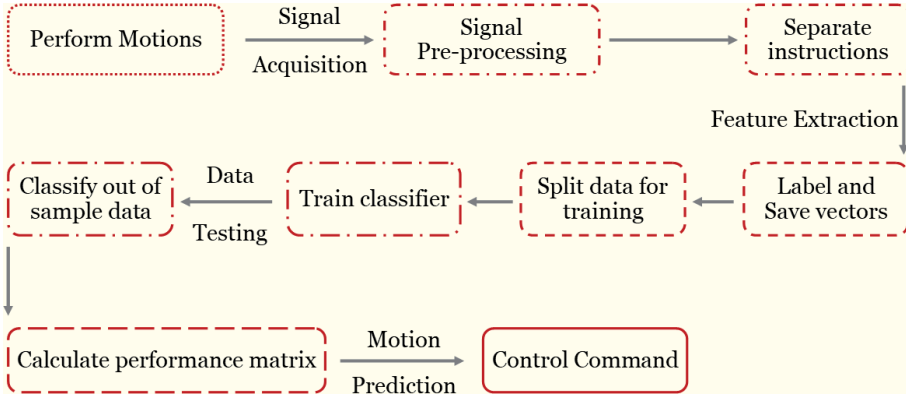 Perform Motions
Signal
Acquisition
Signal
Pre-processing
Separate
instructions
Feature Extraction
Label and
Save vectors
Split data for
training
Train classifier
Data
Testing
Classify out of
sample data
Calculate performance matrix
Motion
Prediction
Control Command